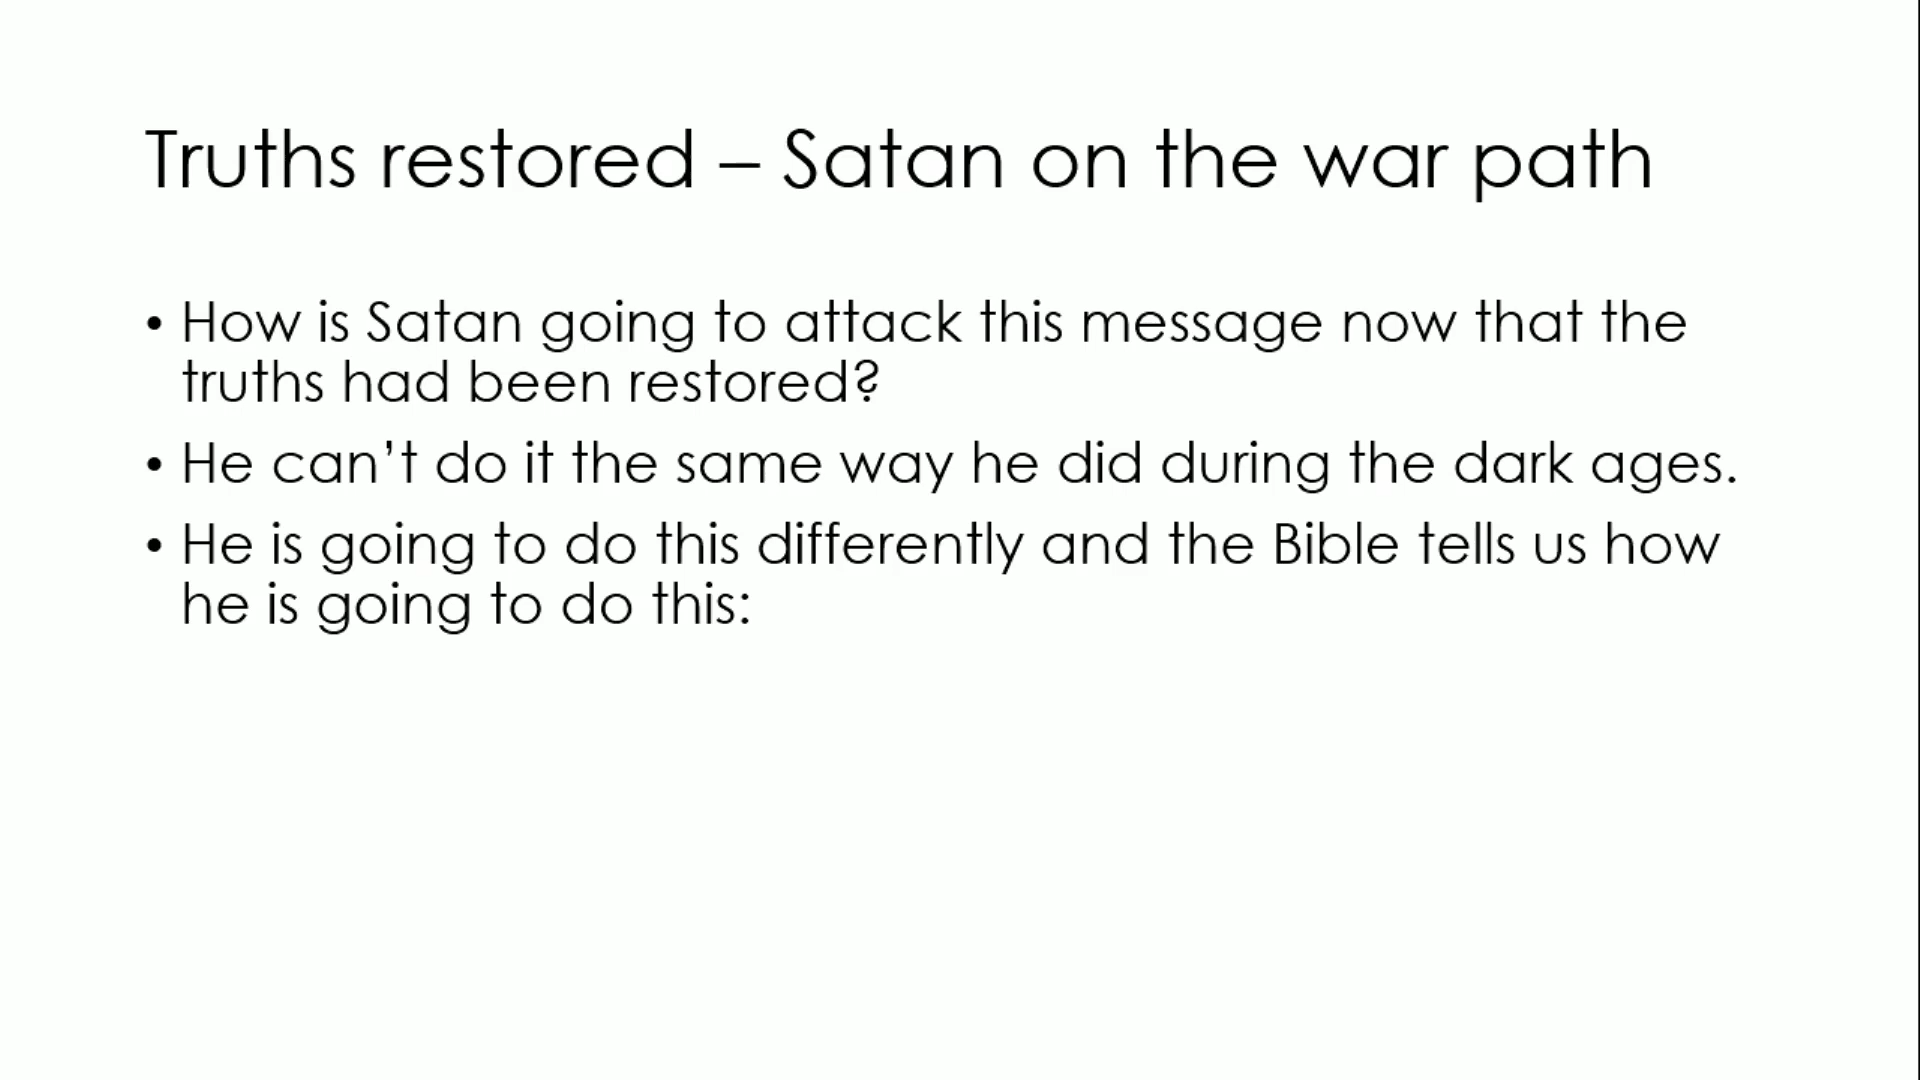 Truths restored – Satan on the war path
• How is Satan going to attack this message now that the
truths had been restored?
• He can’t do it the same way he did during the dark ages.
• He is going to do this differently and the Bible tells us how
he is going to do this: